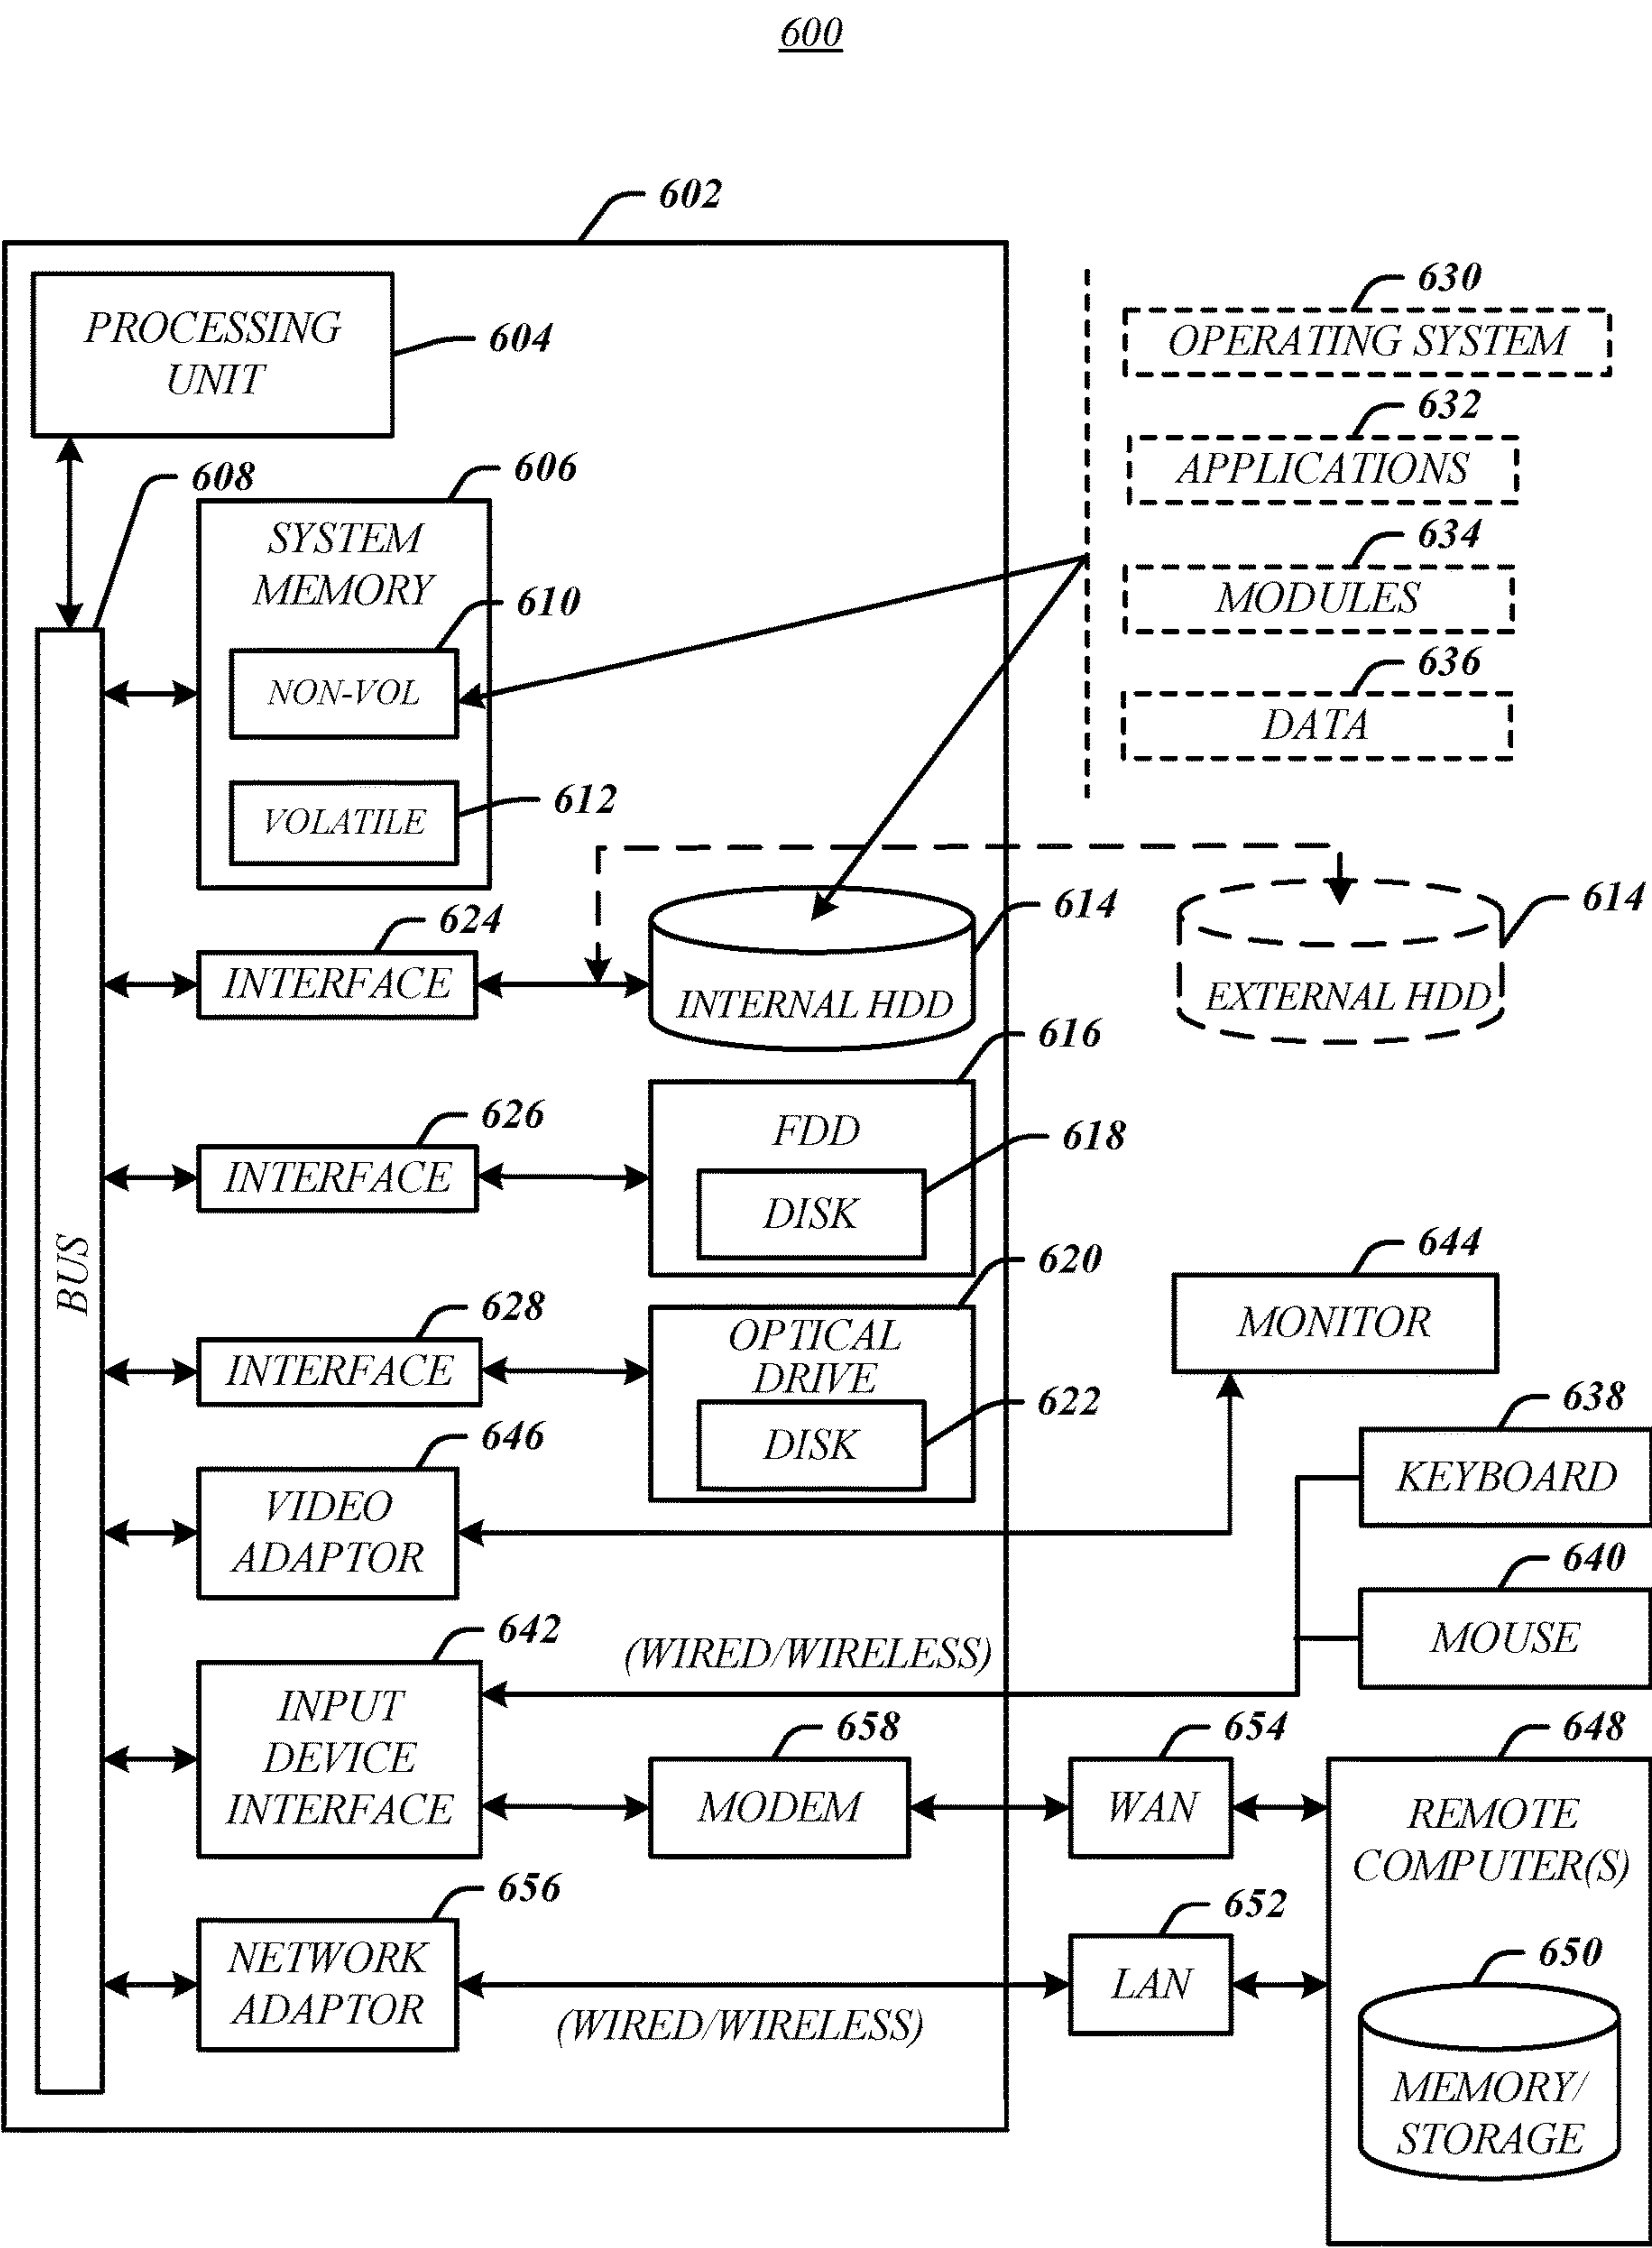 600
602
PROCESSING
UNIT
604
630
OPERATING SYSTEM
632
APPLICATIONS
634
MODULES
636
DATA
608
606
SYSTEM
MEMORY
610
NON-VOL
612
VOLATILE
BUS
624
INTERFACE
614
INTERNAL HDD
614
EXTERNAL HDD
626
INTERFACE
616
FDD
618
DISK
628
INTERFACE
620
OPTICAL
DRIVE
622
DISK
644
MONITOR
646
VIDEO
ADAPTOR
638
KEYBOARD
640
MOUSE
642
INPUT
DEVICE
INTERFACE
(WIRED/WIRELESS)
658
MODEM
654
WAN
648
REMOTE
COMPUTER(S)
656
NETWORK
ADAPTOR
(WIRED/WIRELESS)
652
LAN
650
MEMORY/
STORAGE